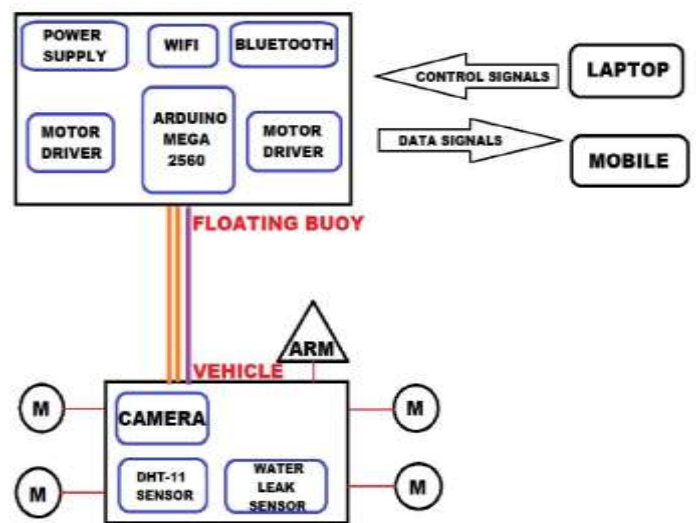 POWER
SUPPLY
WIFI
BLUETOOTH
CONTROL SIGNALS
LAPTOP
MOTOR
DRIVER
ARDUINO
MEGA
2560
MOTOR
DRIVER
DATA SIGNALS
MOBILE
FLOATING BUOY
ARM
VEHICLE
M
CAMERA
M
M
DHT-11
SENSOR
WATER
LEAK
SENSOR
M